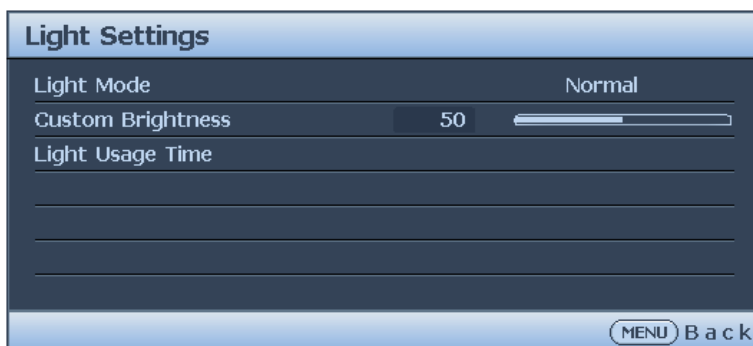 Light Settings
Light Mode Normal
Custom Brightness 50
Light Usage Time
MENU Back